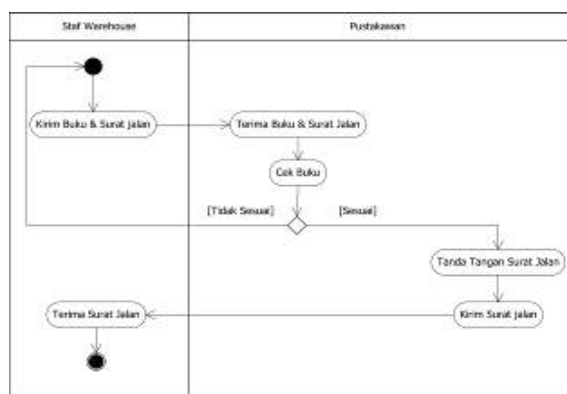 Staf Warehouse
Pustakawan
Kirim Buku & Surat jalan
Terima Buku & Surat Jalan
Cek Buku
[Tidak Sesuai]
[Sesuai]
Tanda Tangan Surat Jalan
Terima Surat Jalan
Kirim Surat jalan